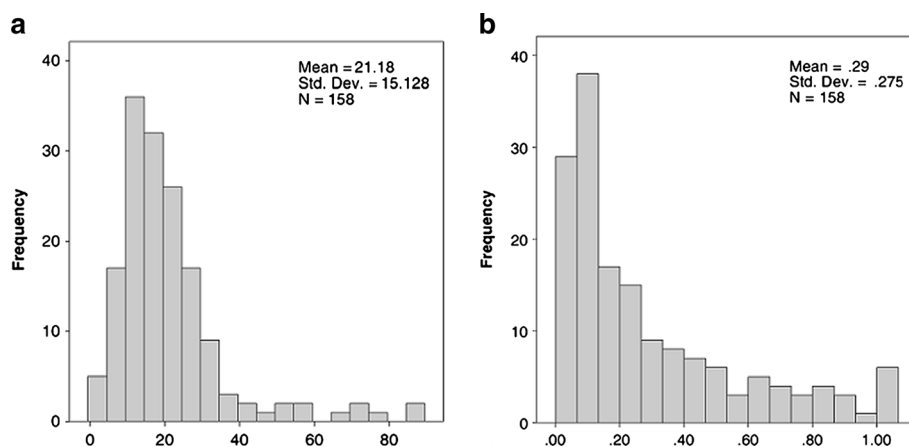 a
Mean =21.18
Std. Dev. = 15.128
N = 158
Frequency
40
30
20
10
0
0 20 40 60 80
b
Mean = .29
Std. Dev. = .275
N = 158
Frequency
40
30
20
10
0
.00 .20 .40 .60 .80 1.00